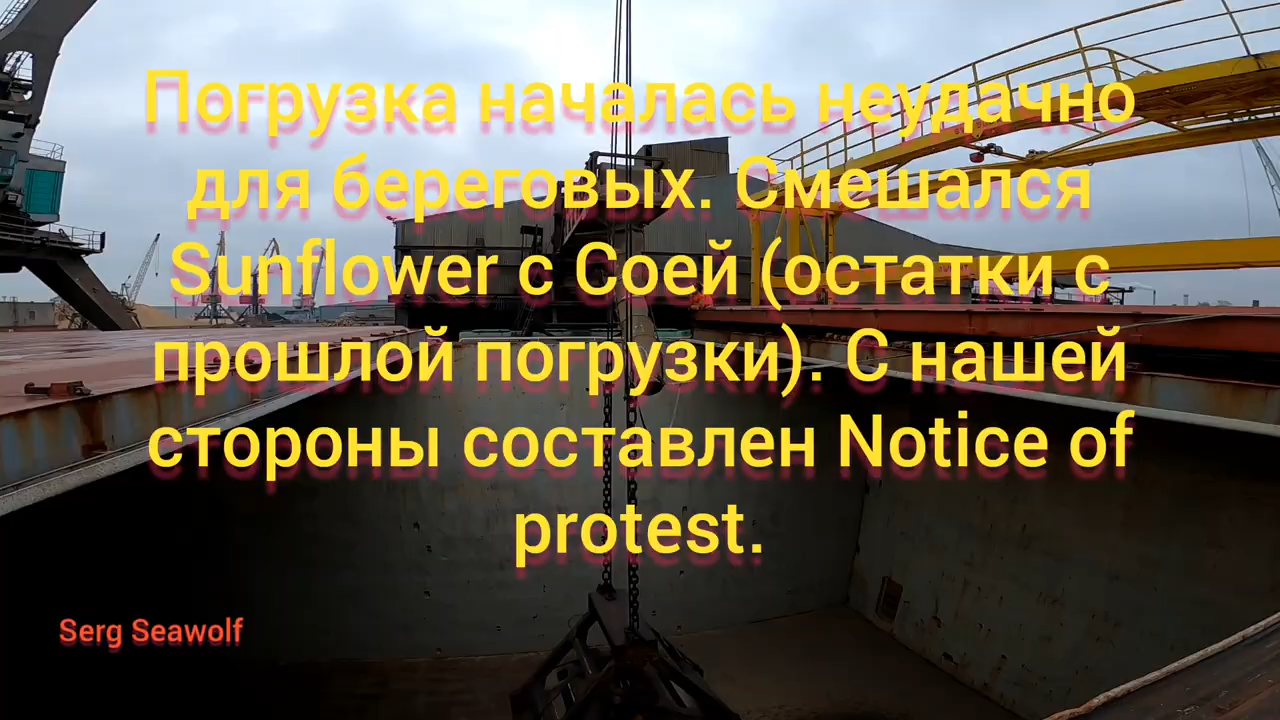 Погрузка началась неудачно
для береговых. Смешался
Sunflower с Соей (остатки с
прошлой погрузки). С нашей
стороны составлен Notice of
protest.
Serg Seawolf